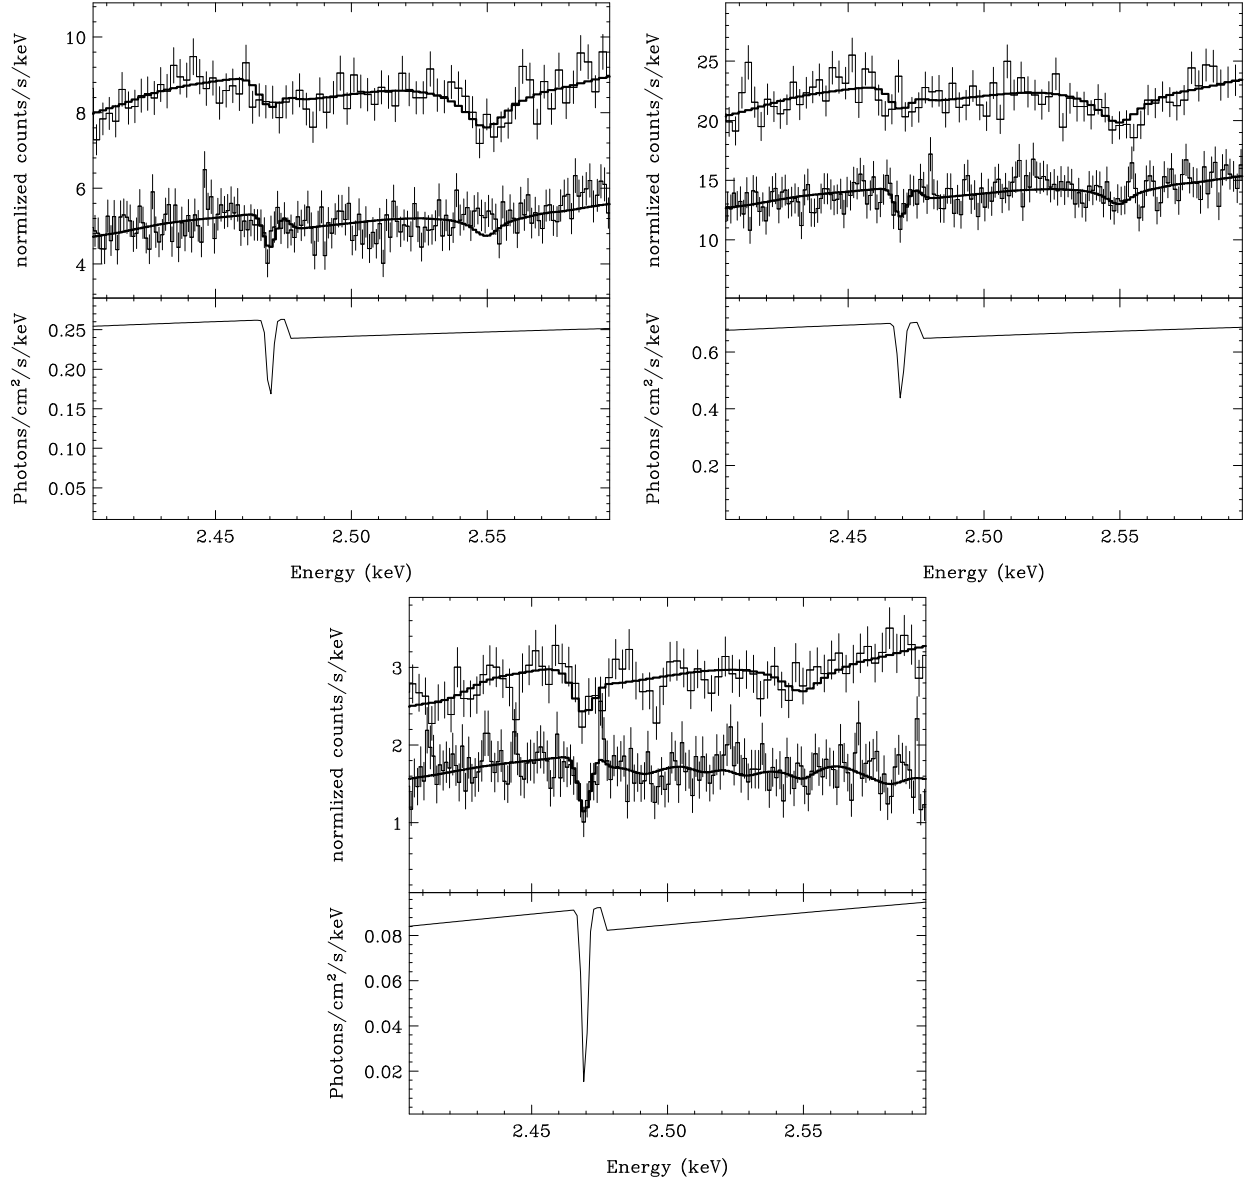 normlized counts/s/keV
10
8
6
4
Photons/cm²/s/keV
0.25
0.20
0.15
0.10
0.05
2.45 2.50 2.55
Energy (keV)
normlized counts/s/keV
25
20
15
10
Photons/cm²/s/keV
0.6
0.4
0.2
2.45 2.50 2.55
Energy (keV)
normlized counts/s/keV
3
2
1
Photons/cm²/s/keV
0.08
0.06
0.04
0.02
2.45 2.50 2.55
Energy (keV)